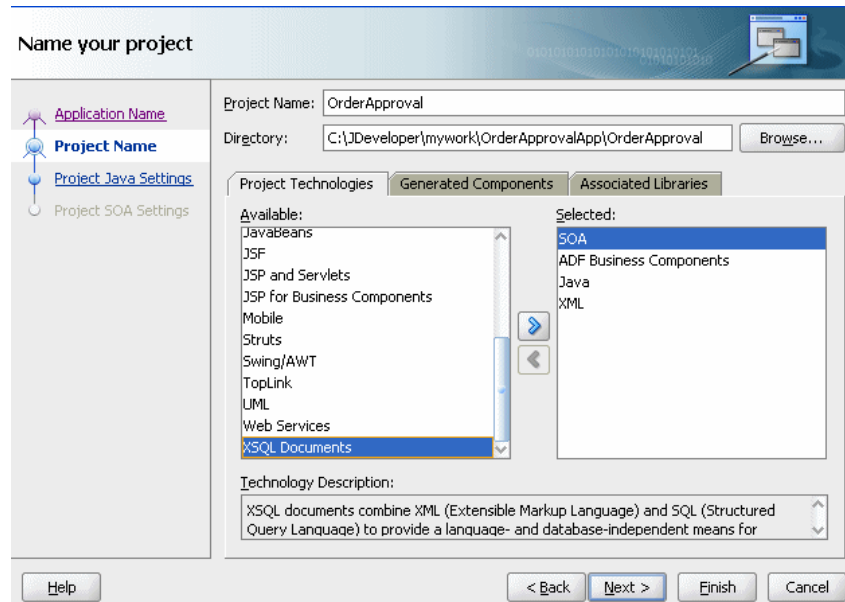 Name your project
Application Name
Project Name
Project Java Settings
Project SOA Settings
Project Name: OrderApproval
Directory: C:\JDeveloper\mywork\OrderApprovalApp\OrderApproval Browse...
Project Technologies Generated Components Associated Libraries
Available:
JavaBeans
JSF
JSP and Servlets
JSP for Business Components
Mobile
Struts
Swing/AWT
TopLink
UML
Web Services
XSQL Documents
Selected:
SOA
ADF Business Components
Java
XML
Technology Description:
XSQL documents combine XML (Extensible Markup Language) and SQL (Structured
Query Language) to provide a language- and database-independent means for
Help < Back Next > Finish Cancel